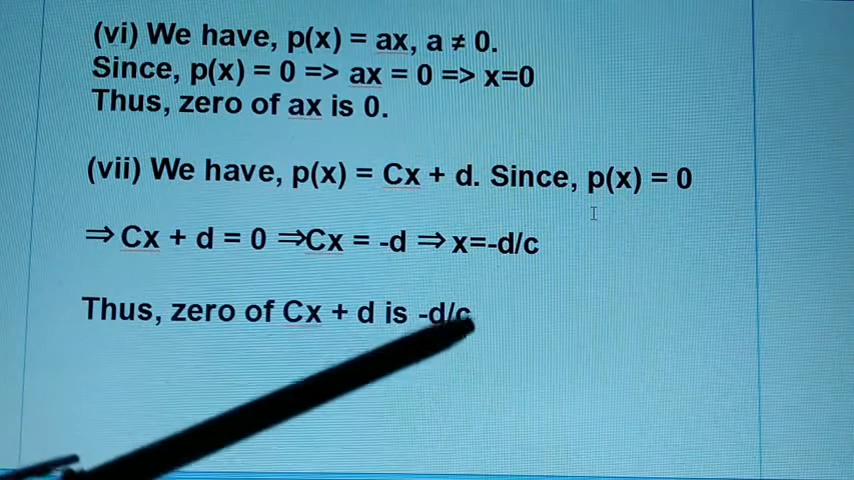 (vi) We have, p(x) = ax, a ≠ 0.
Since, p(x) = 0 => ax = 0 => x=0
Thus, zero of ax is 0.
(vii) We have, p(x) = Cx + d. Since, p(x) = 0
⇒ Cx + d = 0 ⇒Cx = -d ⇒ x=-d/c
Thus, zero of Cx + d is -d/c